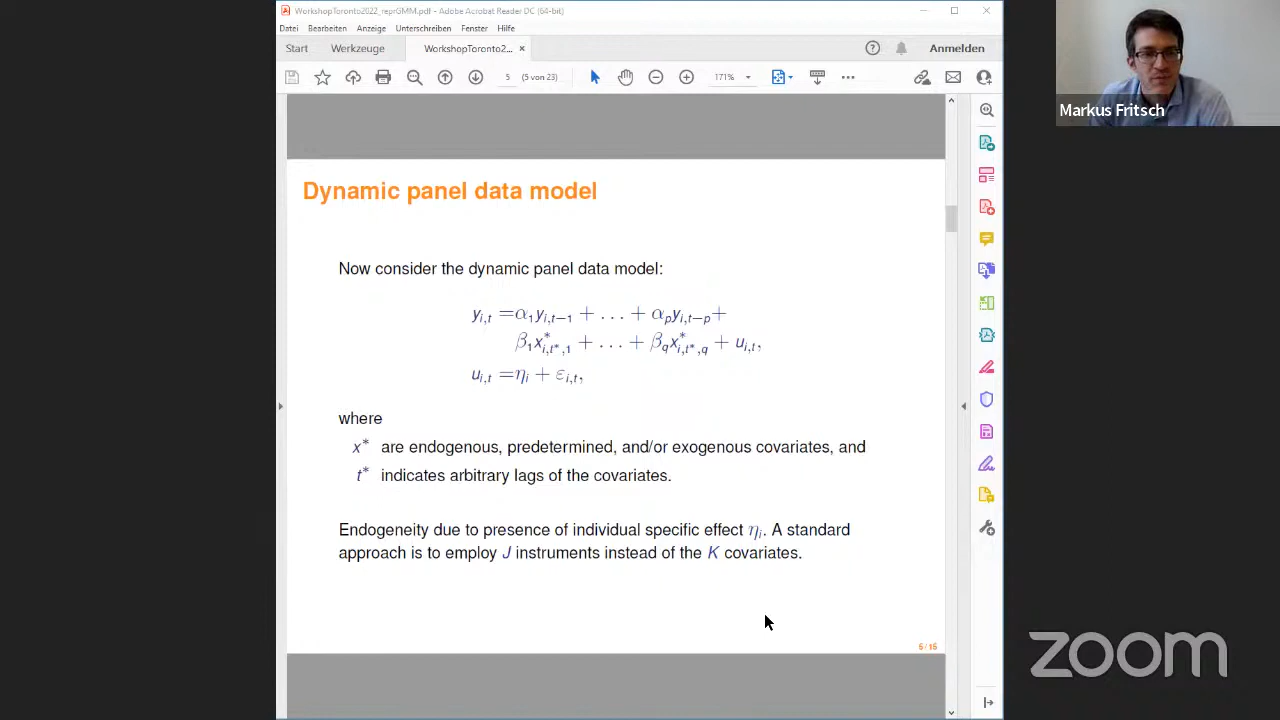 WorkshopToronto2022_reprGMM.pdf - Adobe Acrobat Reader DC (64-bit)
Datei Bearbeiten Anzeige Unterschreiben Fenster Hilfe
Start Werkzeuge WorkshopToronto2... × Anmelden
5 (5 von 23) 171%
Markus Fritsch
Dynamic panel data model
Now consider the dynamic panel data model:
y_{i,t} = α_1 y_{i,t−1} + . . . + α_p y_{i,t−p} +
β_1 x^*_{i,t*,1} + . . . + β_q x^*_{i,t*,q} + u_{i,t},
u_{i,t} = η_i + ε_{i,t},
where
x* are endogenous, predetermined, and/or exogenous covariates, and
t* indicates arbitrary lags of the covariates.
Endogeneity due to presence of individual specific effect η_i. A standard
approach is to employ J instruments instead of the K covariates.
5 / 15
zoom